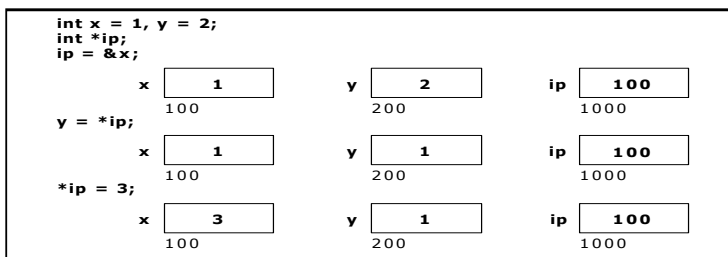 int x = 1, y = 2;
int *ip;
ip = &x;
x 1 y 2 ip 100
100 200 1000
y = *ip;
x 1 y 1 ip 100
100 200 1000
*ip = 3;
x 3 y 1 ip 100
100 200 1000